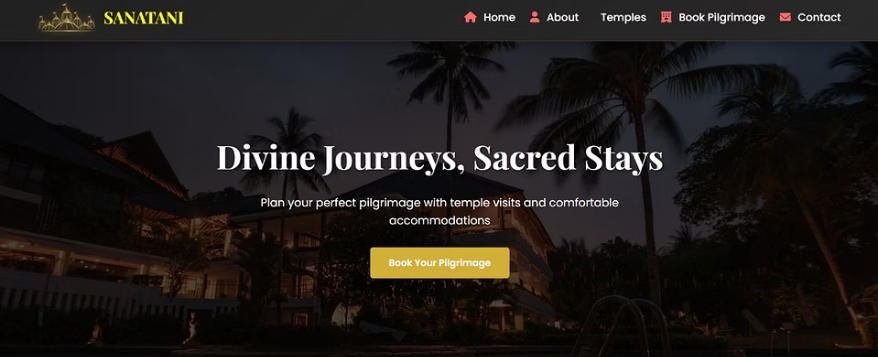 SANATANI
Home About Temples Book Pilgrimage Contact
Divine Journeys, Sacred Stays
Plan your perfect pilgrimage with temple visits and comfortable
accommodations
Book Your Pilgrimage